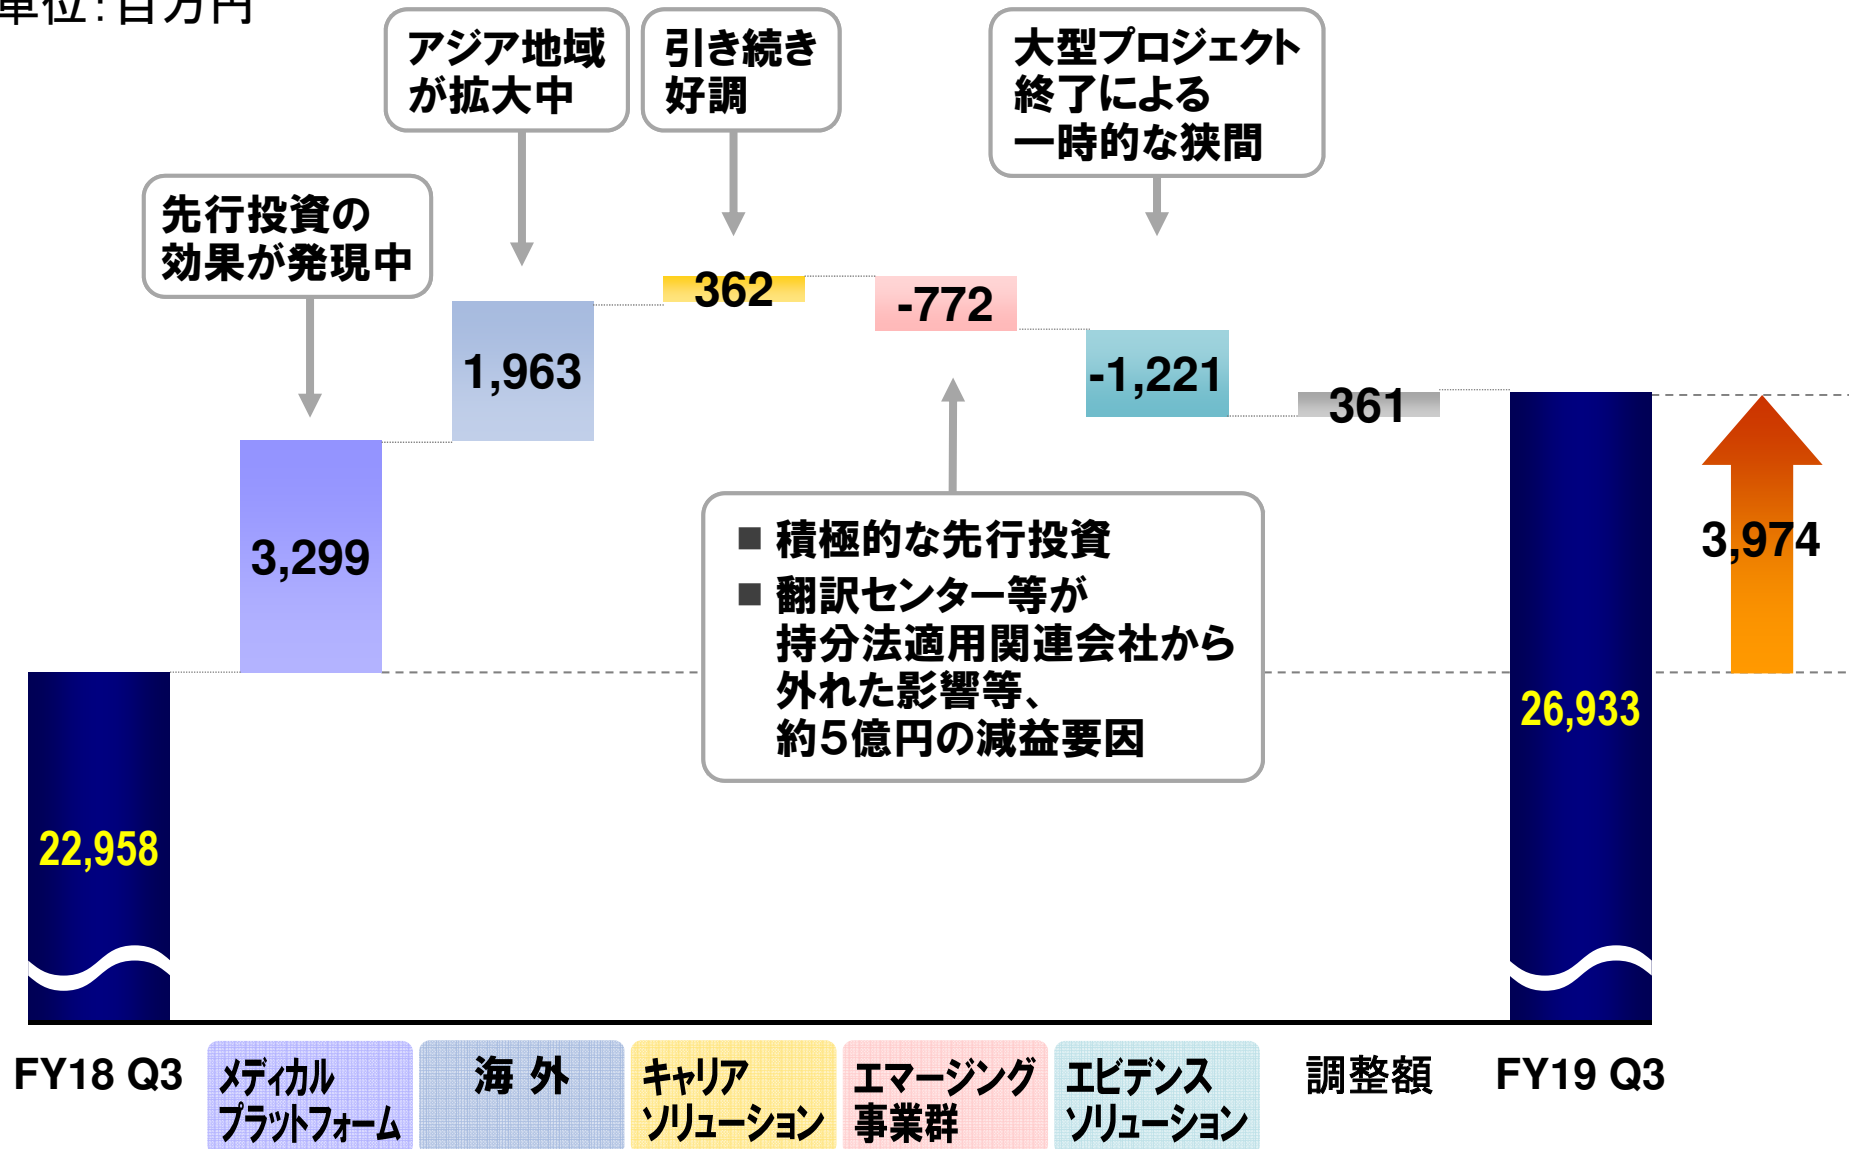 単位：百万円
アジア地域
が拡大中
引き続き
好調
大型プロジェクト
終了による
一時的な狭間
先行投資の
効果が発現中
362
-772
1,963
-1,221
361
3,299
3,974
■ 積極的な先行投資
■ 翻訳センター等が
持分法適用関連会社から
外れた影響等、
約5億円の減益要因
26,933
22,958
FY18 Q3
メディカル
プラットフォーム
海 外
キャリア
ソリューション
エマージング
事業群
エビデンス
ソリューション
調整額
FY19 Q3